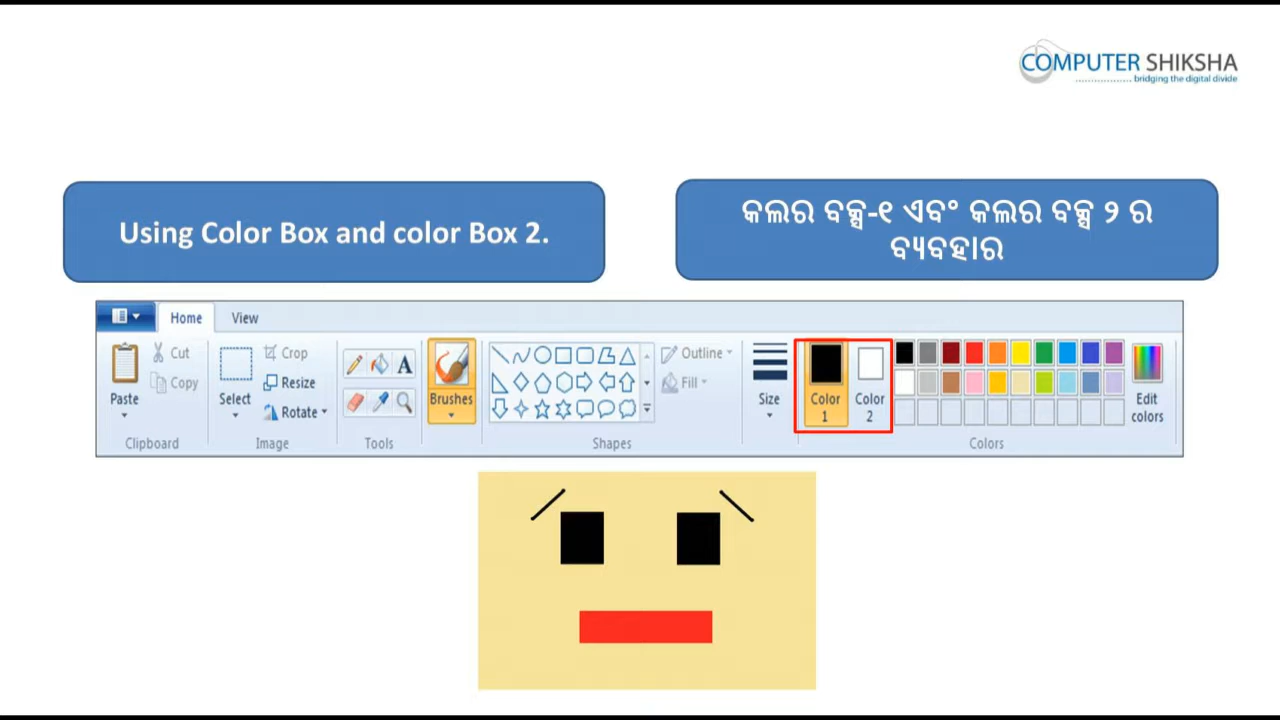 COMPUTER SHIKSHA
bridging the digital divide
Using Color Box and color Box 2.
କଲର ବକ୍ସ-୧ ଏବଂ କଲର ବକ୍ସ ୨ ର
ବ୍ୟବହାର
Home View
Cut Crop Outline
Copy Resize Fill
Paste Select Rotate Brushes Size Color 1 Color 2 Edit colors
Clipboard Image Tools Shapes Colors